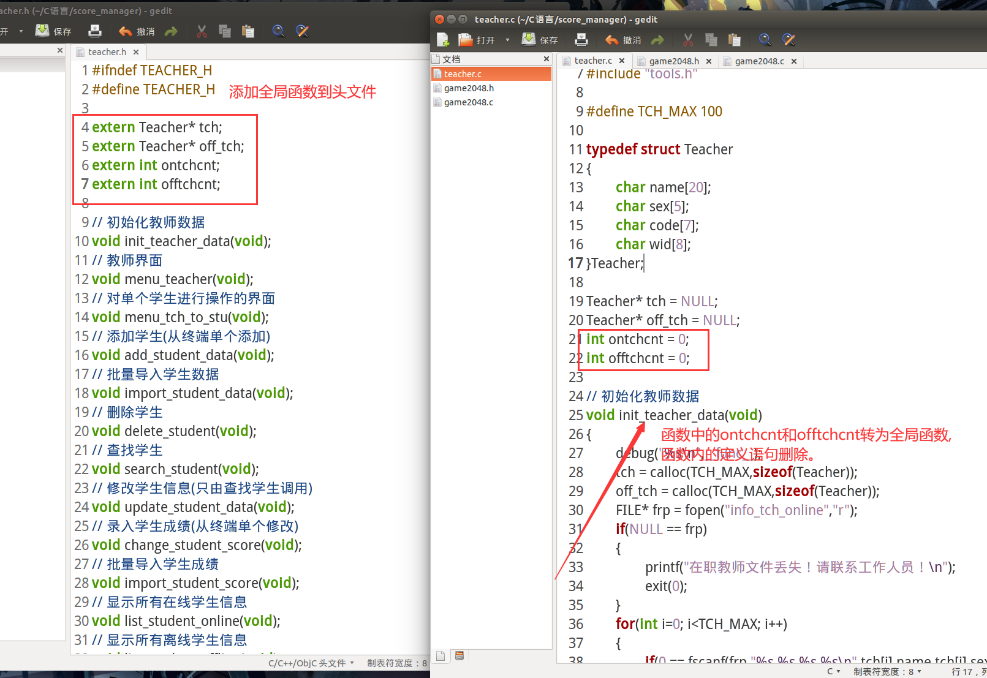 acher.h (~/C语言/score_manager) - gedit
开
保存
撤消
teacher.h ×
1 #ifndef TEACHER_H
2 #define TEACHER_H
添加全局函数到头文件
3
4 extern Teacher* tch;
5 extern Teacher* off_tch;
6 extern int ontchcnt;
7 extern int offtchcnt;
8
9 // 初始化教师数据
10 void init_teacher_data(void);
11 // 教师界面
12 void menu_teacher(void);
13 // 对单个学生进行操作的界面
14 void menu_tch_to_stu(void);
15 // 添加学生(从终端单个添加)
16 void add_student_data(void);
17 // 批量导入学生数据
18 void import_student_data(void);
19 // 删除学生
20 void delete_student(void);
21 // 查找学生
22 void search_student(void);
23 // 修改学生信息(只由查找学生调用)
24 void update_student_data(void);
25 // 录入学生成绩(从终端单个修改)
26 void change_student_score(void);
27 // 批量导入学生成绩
28 void import_student_score(void);
29 // 显示所有在线学生信息
30 void list_student_online(void);
31 // 显示所有离线学生信息
C/C++/ObjC 头文件 制表符宽度：8
teacher.c (~/C语言/score_manager) - gedit
打开
保存
撤消
文档 ×
teacher.c
game2048.h
game2048.c
teacher.c × game2048.h × game2048.c ×
7 #include "tools.h"
8
9 #define TCH_MAX 100
10
11 typedef struct Teacher
12 {
13 char name[20];
14 char sex[5];
15 char code[7];
16 char wid[8];
17 }Teacher;
18
19 Teacher* tch = NULL;
20 Teacher* off_tch = NULL;
21 int ontchcnt = 0;
22 int offtchcnt = 0;
23
24 // 初始化教师数据
25 void init_teacher_data(void)
函数中的ontchcnt和offtchcnt转为全局函数,
函数内的定义语句删除。
26 {
27 debug("%s\n",
28 tch = calloc(TCH_MAX,sizeof(Teacher));
29 off_tch = calloc(TCH_MAX,sizeof(Teacher));
30 FILE* frp = fopen("info_tch_online","r");
31 if(NULL == frp)
32 {
33 printf("在职教师文件丢失！请联系工作人员！\n");
34 exit(0);
35 }
36 for(int i=0; i<TCH_MAX; i++)
37 {
38 if(0 == fscanf(frp,"%s %s %s %s\n",tch[i].name,tch[i].sex
C 制表符宽度：8 行 17，列